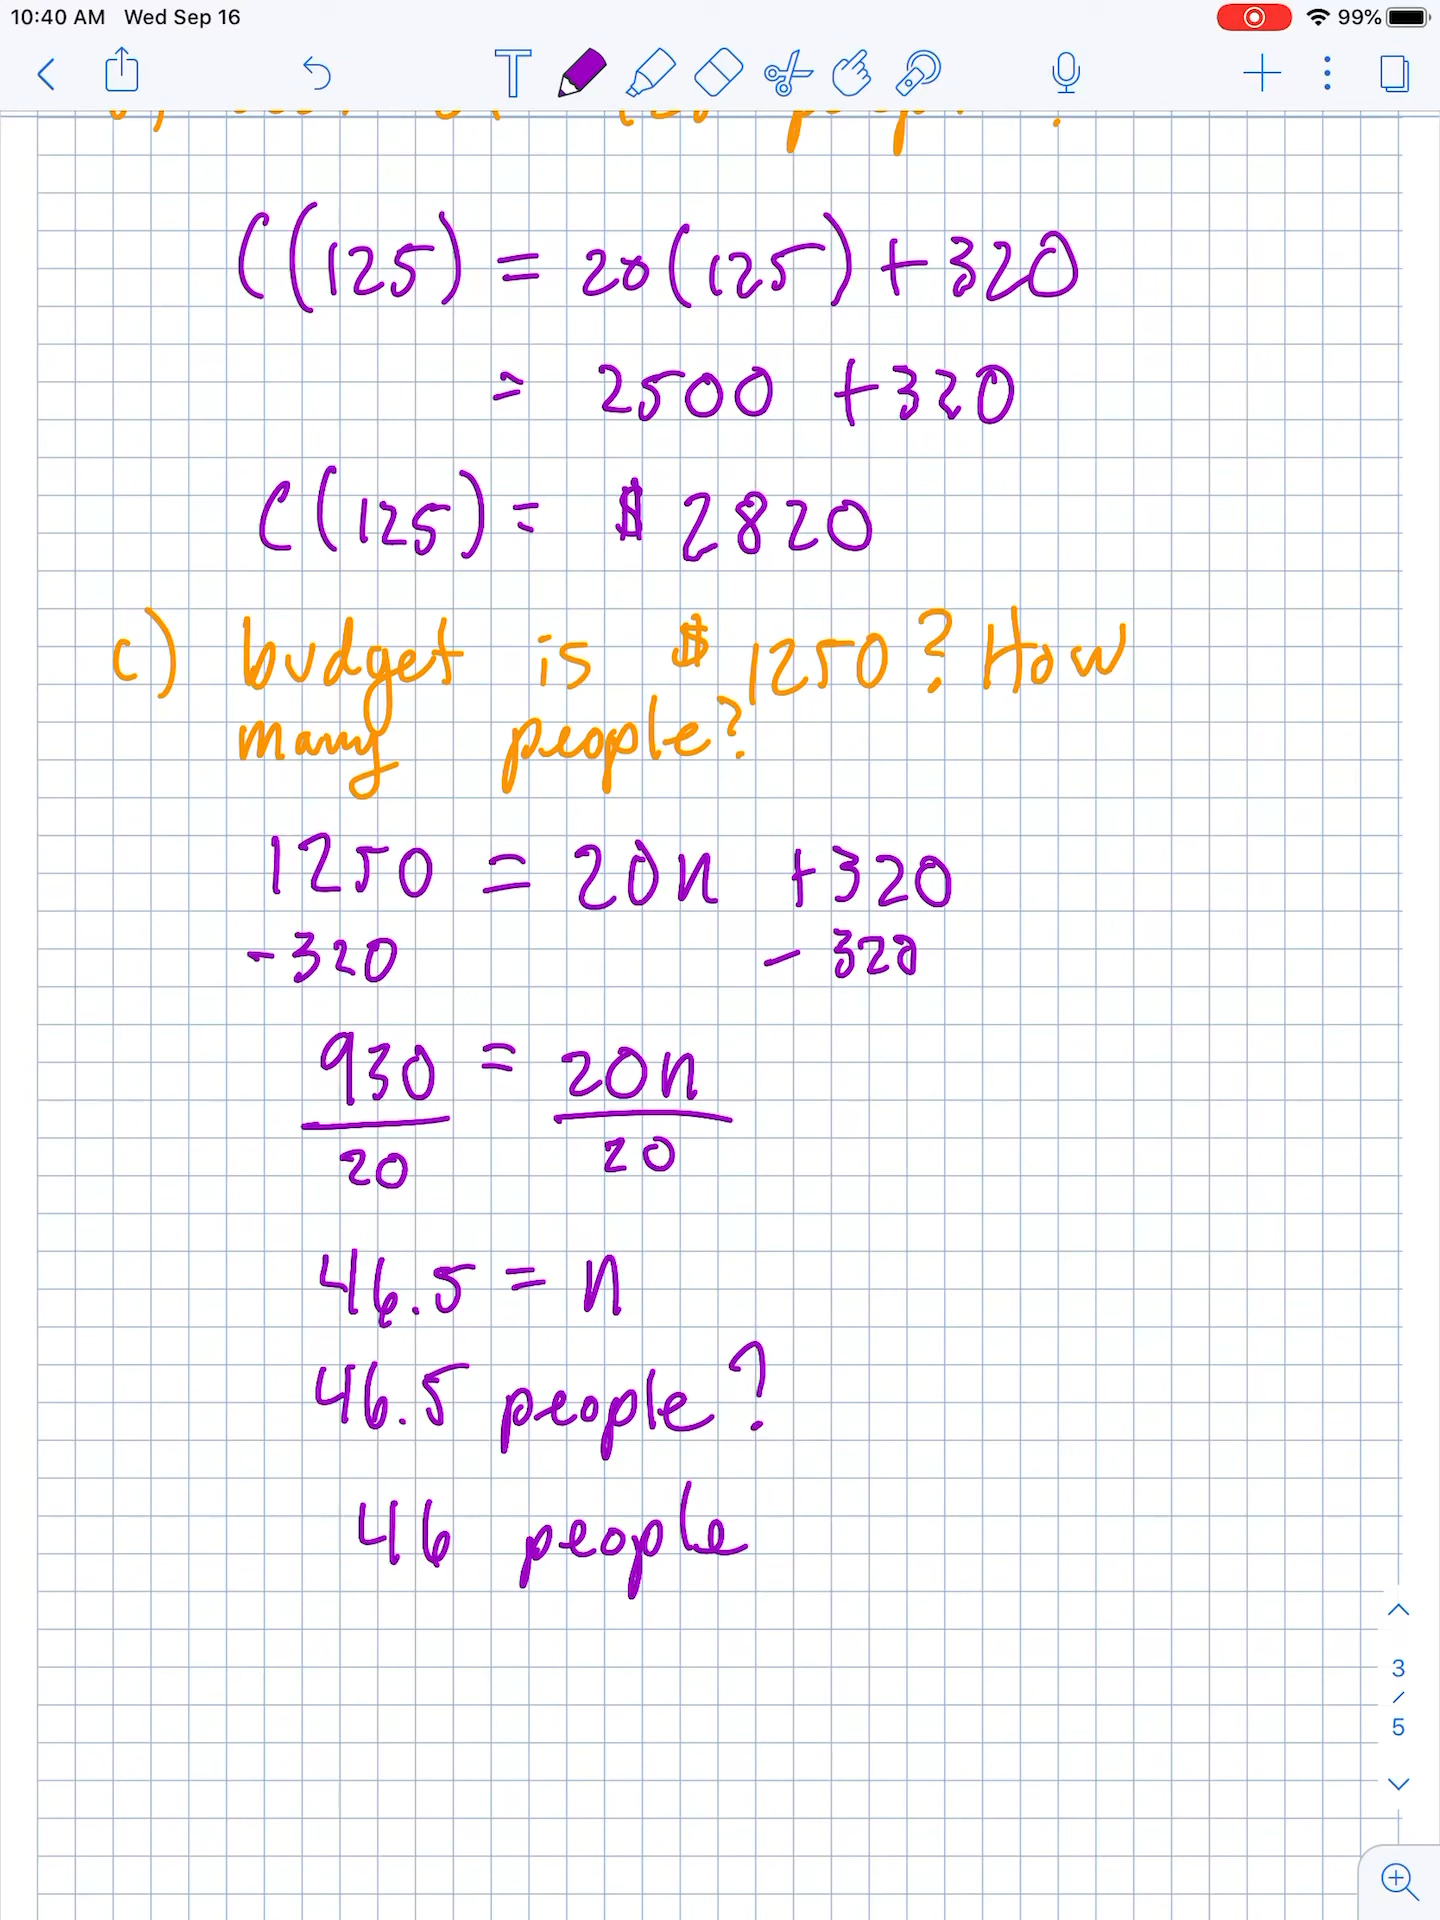 10:40 AM Wed Sep 16 99%
C(125) = 20(125) + 320
= 2500 + 320
C(125) = $ 2820
c) budget is $ 1250? How
many people?
1250 = 20n + 320
- 320 - 320
930 = 20n
20 20
46.5 = n
46.5 people?
46 people
3
/
5